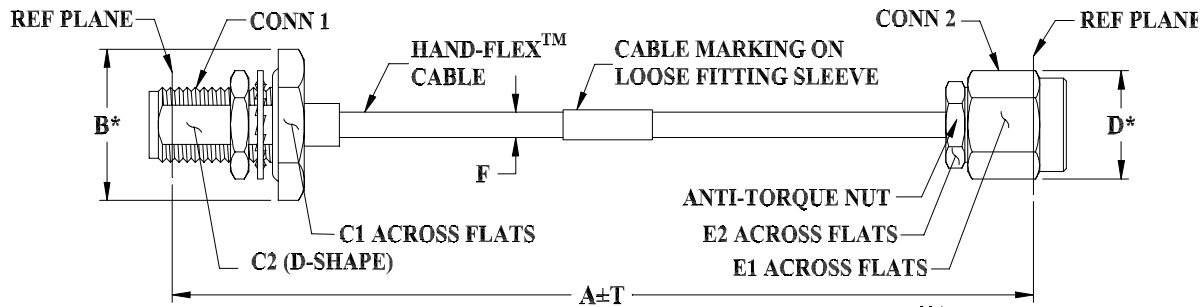 REF PLANE
CONN 1
HAND-FLEX™
CABLE
CABLE MARKING ON
LOOSE FITTING SLEEVE
CONN 2
REF PLANE
B*
D*
F
ANTI-TORQUE NUT
C1 ACROSS FLATS
E2 ACROSS FLATS
C2 (D-SHAPE)
E1 ACROSS FLATS
A±T